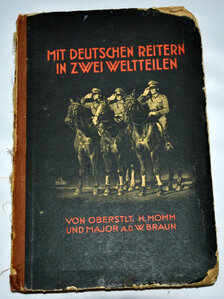 MIT DEUTSCHEN REITERN
IN ZWEI WELTTEILEN
VON OBERSTLT. H. MOMM
UND MAJOR A.D. W. BRAUN